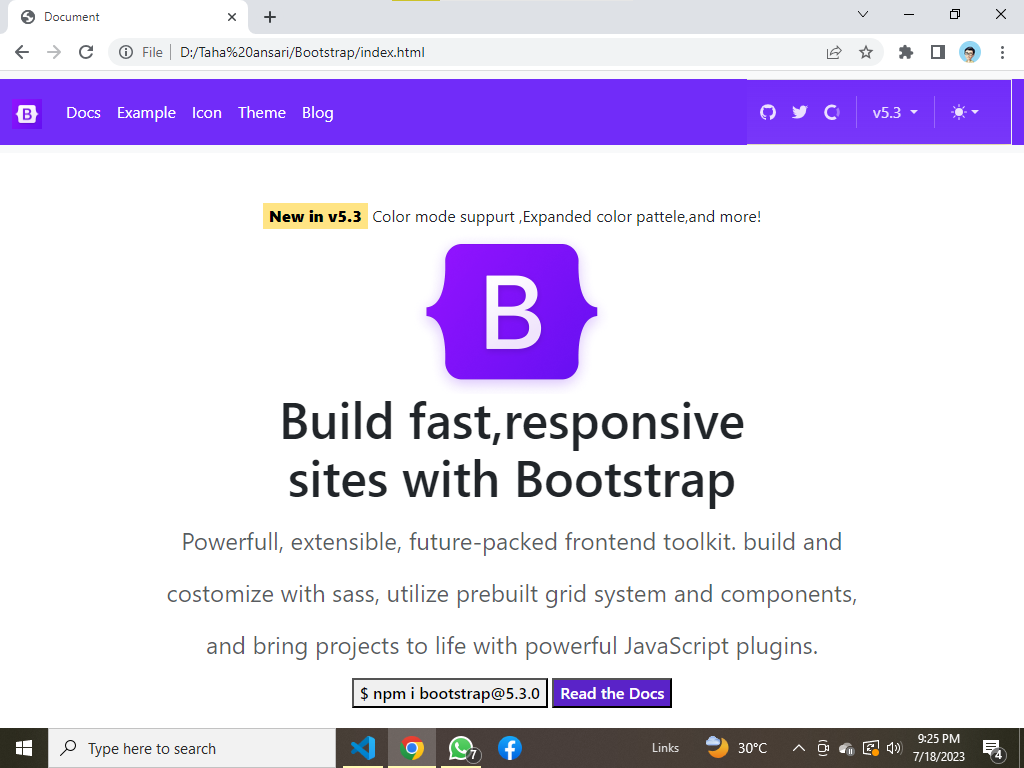 Document
File D:/Taha%20ansari/Bootstrap/index.html
B Docs Example Icon Theme Blog v5.3
New in v5.3 Color mode suppurt ,Expanded color pattele,and more!
B
Build fast,responsive
sites with Bootstrap
Powerfull, extensible, future-packed frontend toolkit. build and
costomize with sass, utilize prebuilt grid system and components,
and bring projects to life with powerful JavaScript plugins.
$ npm i bootstrap@5.3.0 Read the Docs
Type here to search 7 Links 30°C 9:25 PM
7/18/2023 4